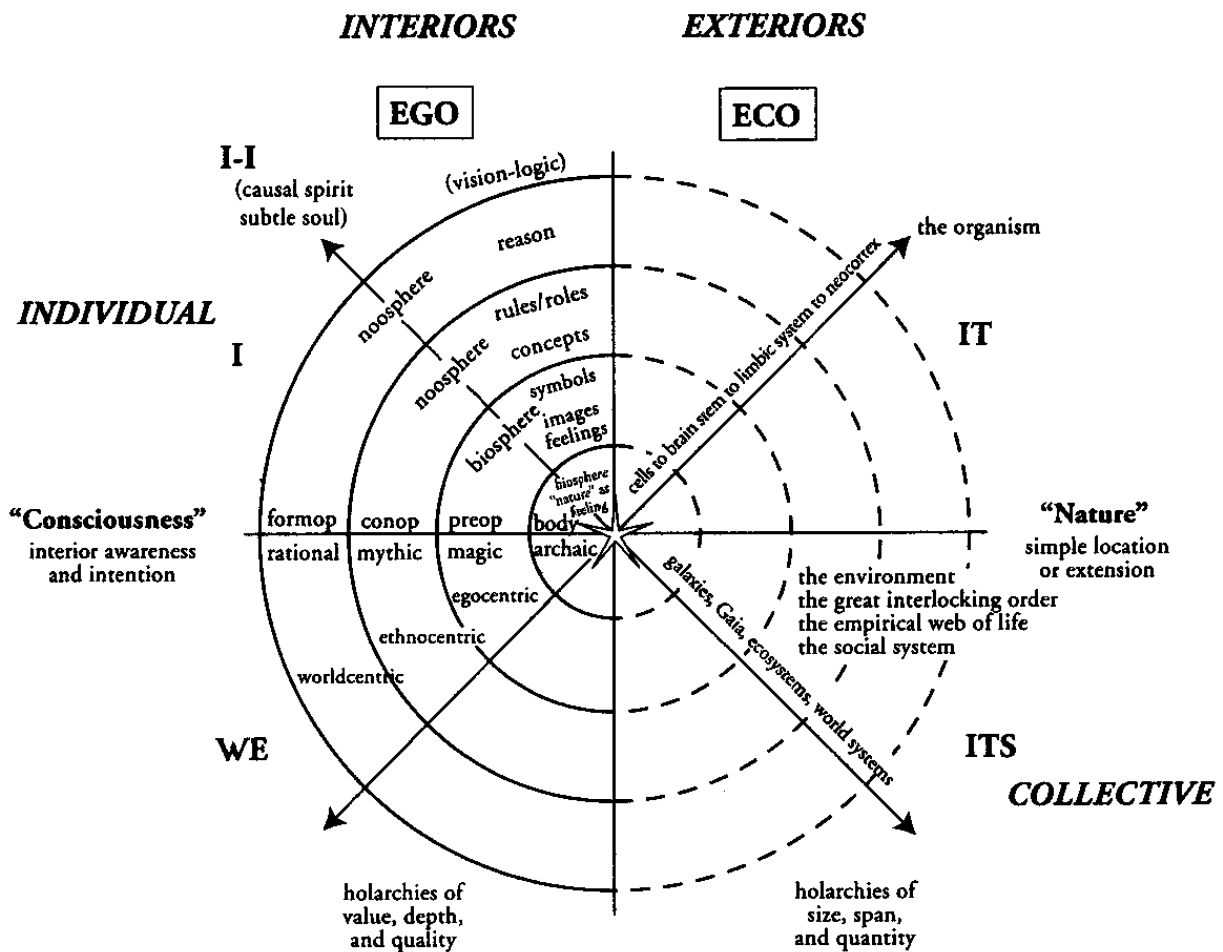 INTERIORS
EXTERIORS
EGO
ECO
I-I
(causal spirit
subtle soul)
(vision-logic)
reason
the organism
noosphere
rules/roles
INDIVIDUAL
I
noosphere
concepts
cells to brain stem to limbic system to neocortex
IT
symbols
images
feelings
biosphere
biosphere
"nature" as
feeling
"Consciousness"
interior awareness
and intention
formop
conop
preop
body
rational
mythic
magic
archaic
"Nature"
simple location
or extension
egocentric
ethnocentric
worldcentric
galaxies, Gaia, ecosystems, world systems
the environment
the great interlocking order
the empirical web of life
the social system
WE
ITS
COLLECTIVE
holarchies of
value, depth,
and quality
holarchies of
size, span,
and quantity